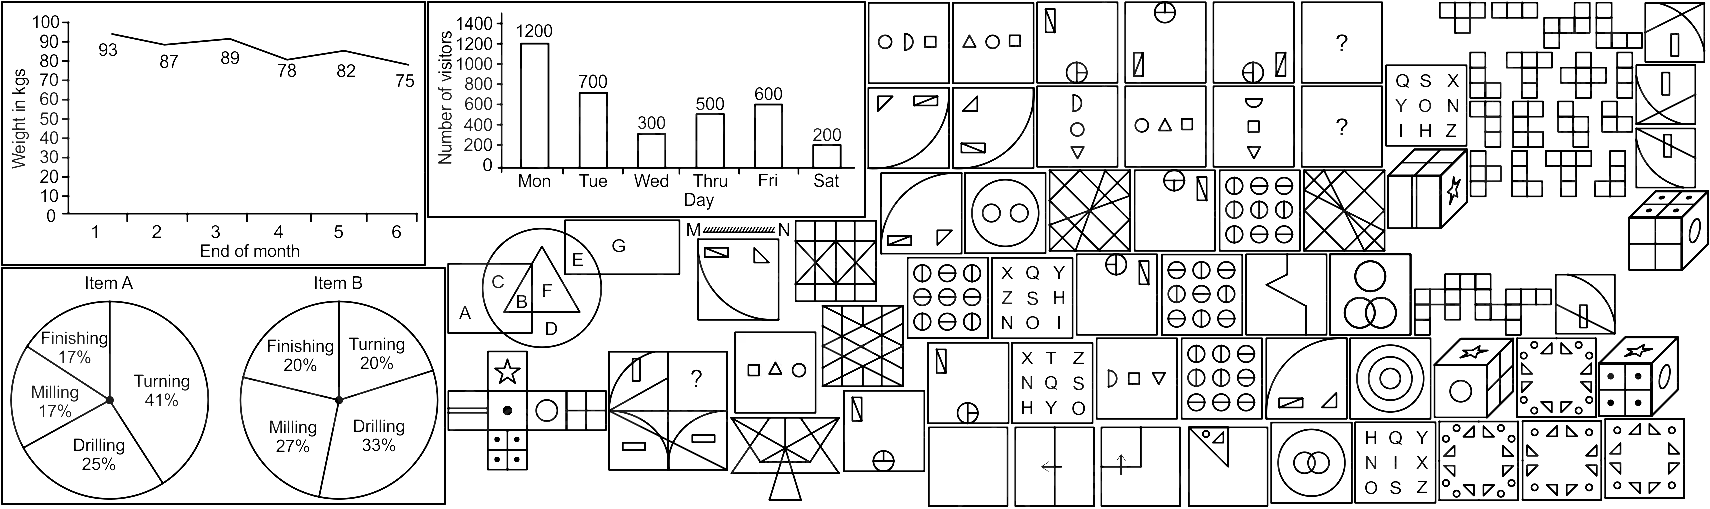 100
90
80
70
60
50
40
30
20
10
0
93
87
89
78
82
75
Weight in kgs
1 2 3 4 5 6
End of month
Number of visitors
1400
1200
1000
800
600
400
200
0
1200
700
300
500
600
200
Mon Tue Wed Thru Fri Sat
Day
?
?
Q S X
Y O N
I H Z
M N
G
E
C
F
B
A
D
X Q Y
Z S H
N O I
Item A
Finishing
17%
Milling
17%
Turning
41%
Drilling
25%
Item B
Finishing
20%
Turning
20%
Milling
27%
Drilling
33%
?
X T Z
N Q S
H Y O
H Q Y
N I X
O S Z